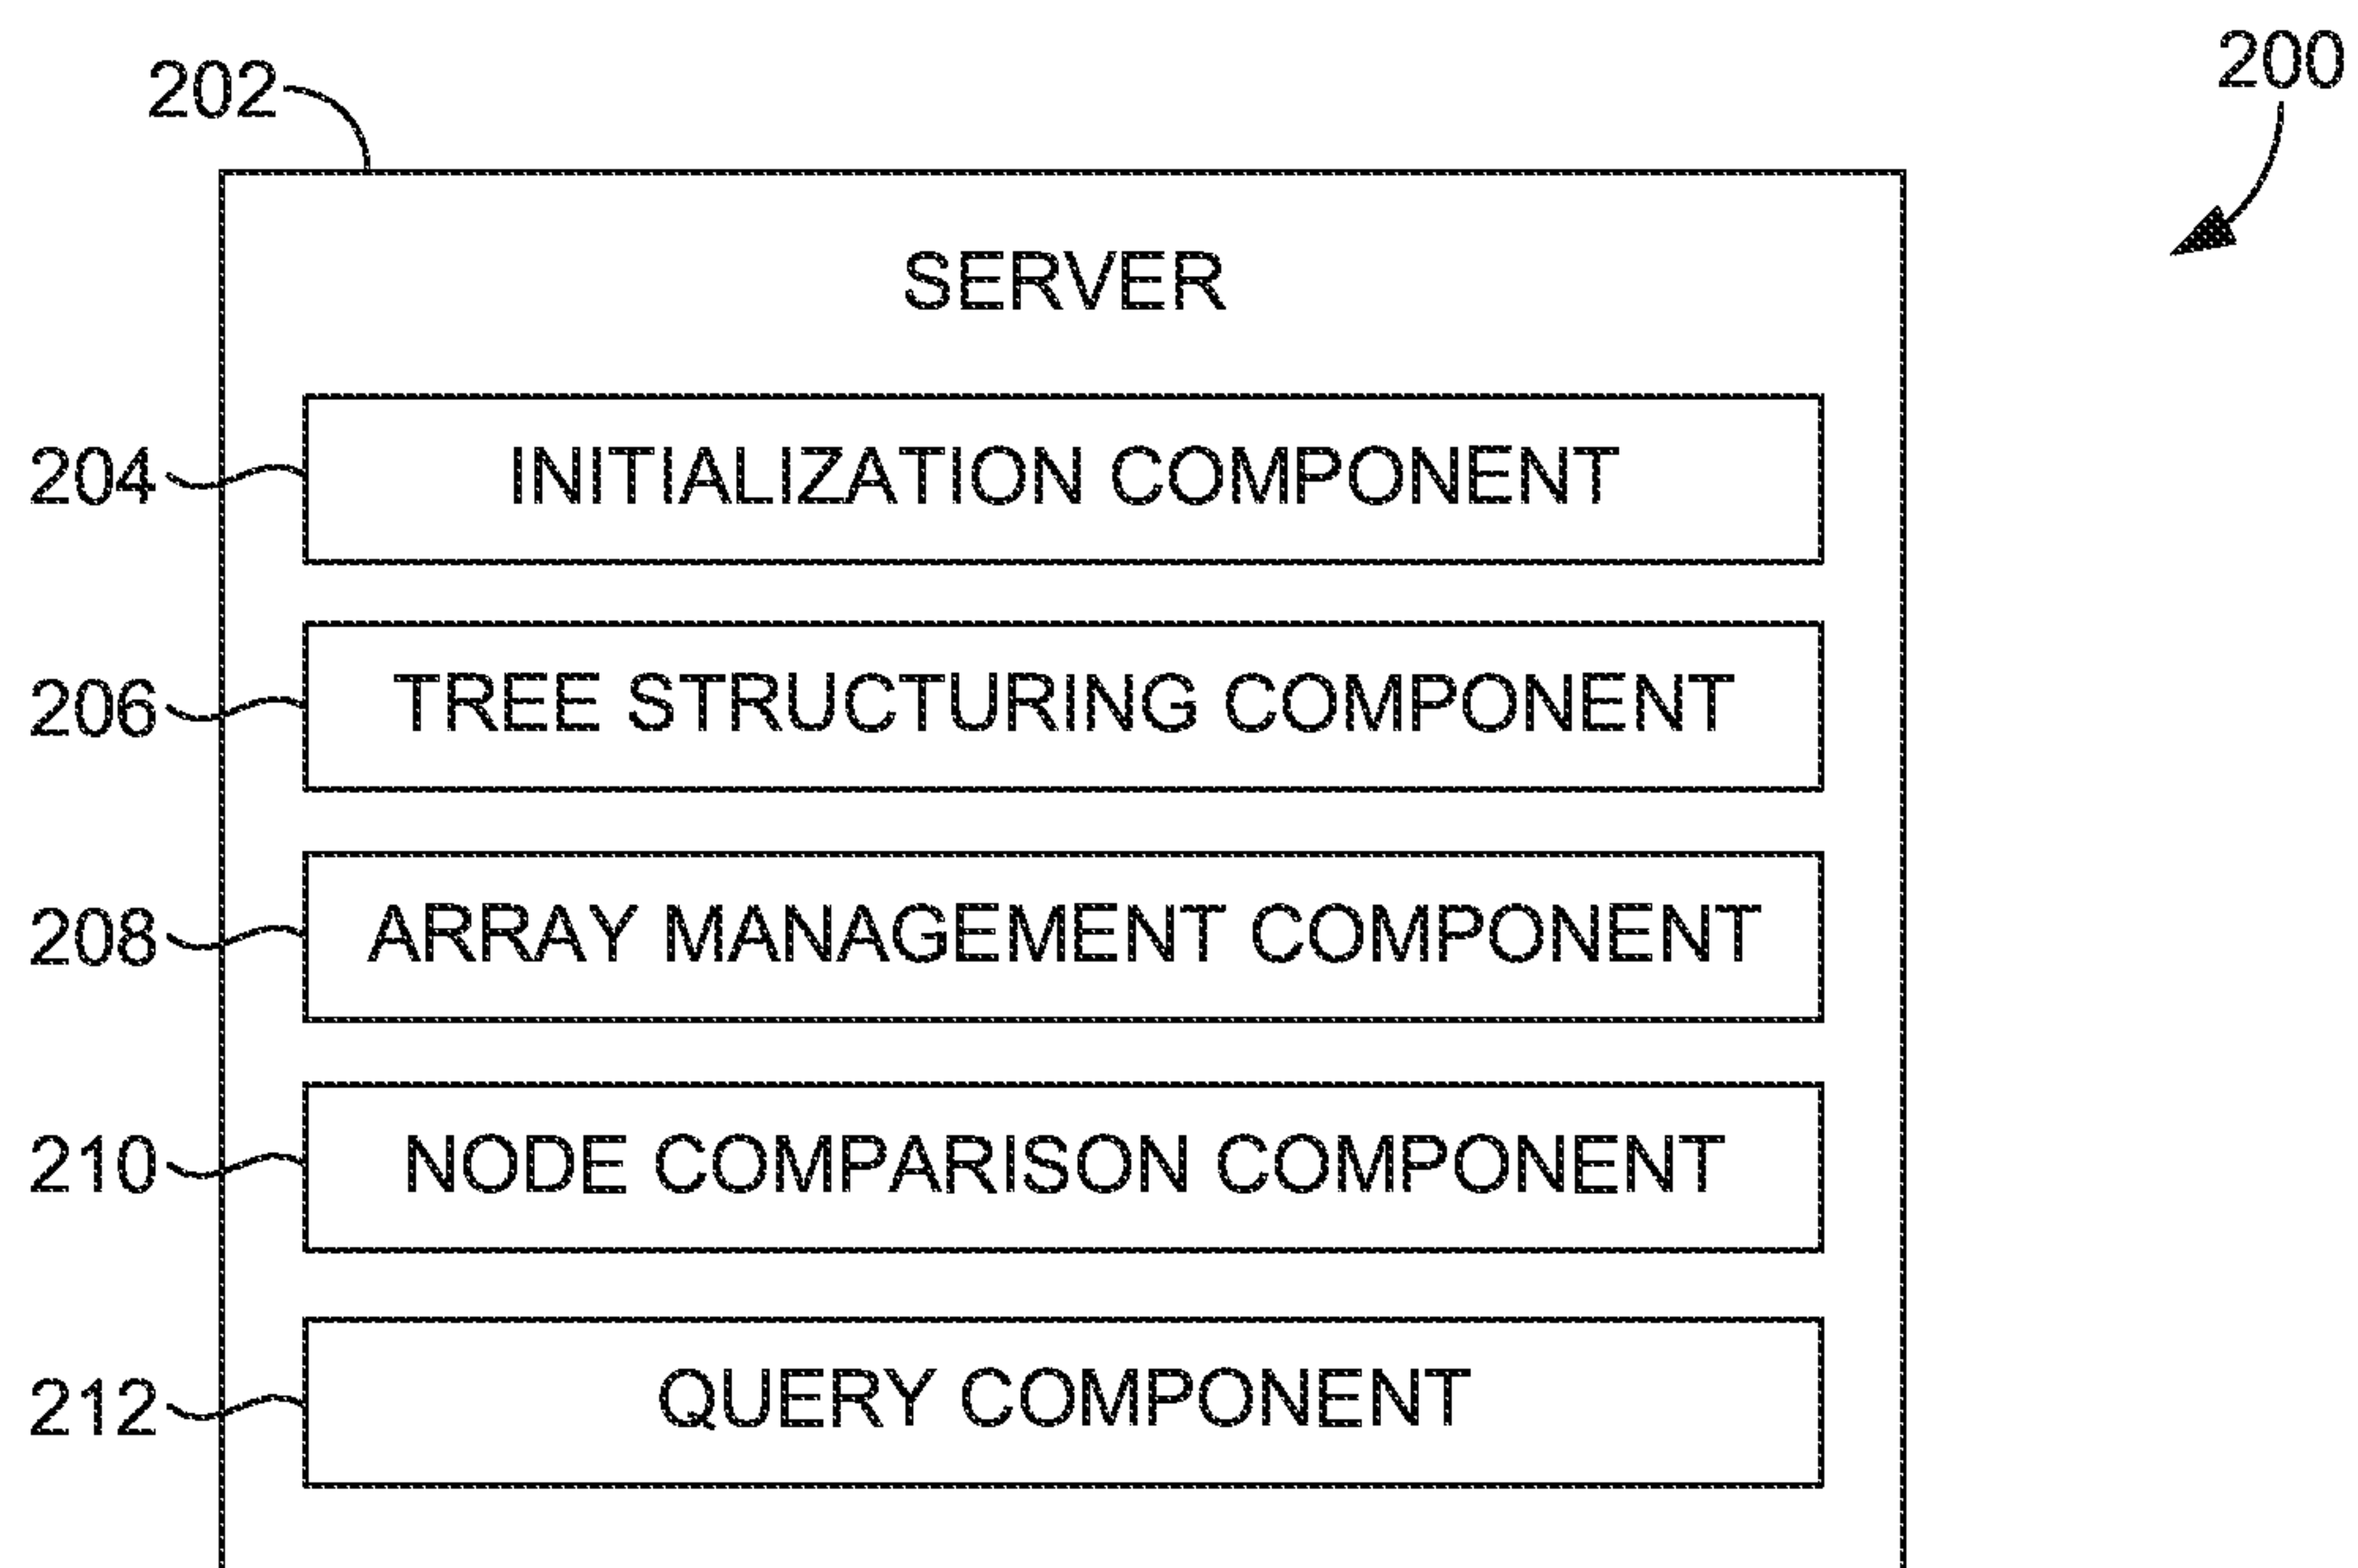 200
202
SERVER
204 INITIALIZATION COMPONENT
206 TREE STRUCTURING COMPONENT
208 ARRAY MANAGEMENT COMPONENT
210 NODE COMPARISON COMPONENT
212 QUERY COMPONENT